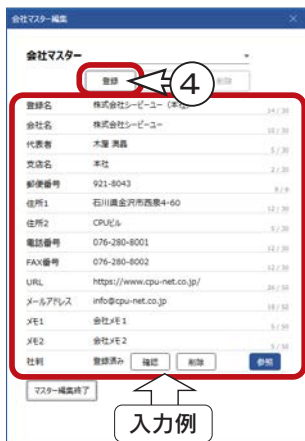 会社マスター編集 ×
会社マスター
登録 ④ 削除
登録名 株式会社シーピーユー（本社） 14 / 30
会社名 株式会社シーピーユー 10 / 30
代表者 木屋 満昌 5 / 30
支店名 本社 2 / 30
郵便番号 921-8043 8 / 8
住所1 石川県金沢市西泉4-60 12 / 30
住所2 CPUビル 5 / 30
電話番号 076-280-8001 12 / 30
FAX番号 076-280-8002 12 / 30
URL https://www.cpu-net.co.jp/ 26 / 50
メールアドレス info@cpu-net.co.jp 18 / 50
メモ1 会社メモ1 5 / 50
メモ2 会社メモ2 5 / 50
社判 登録済み 確認 削除 参照
マスター編集終了
入力例